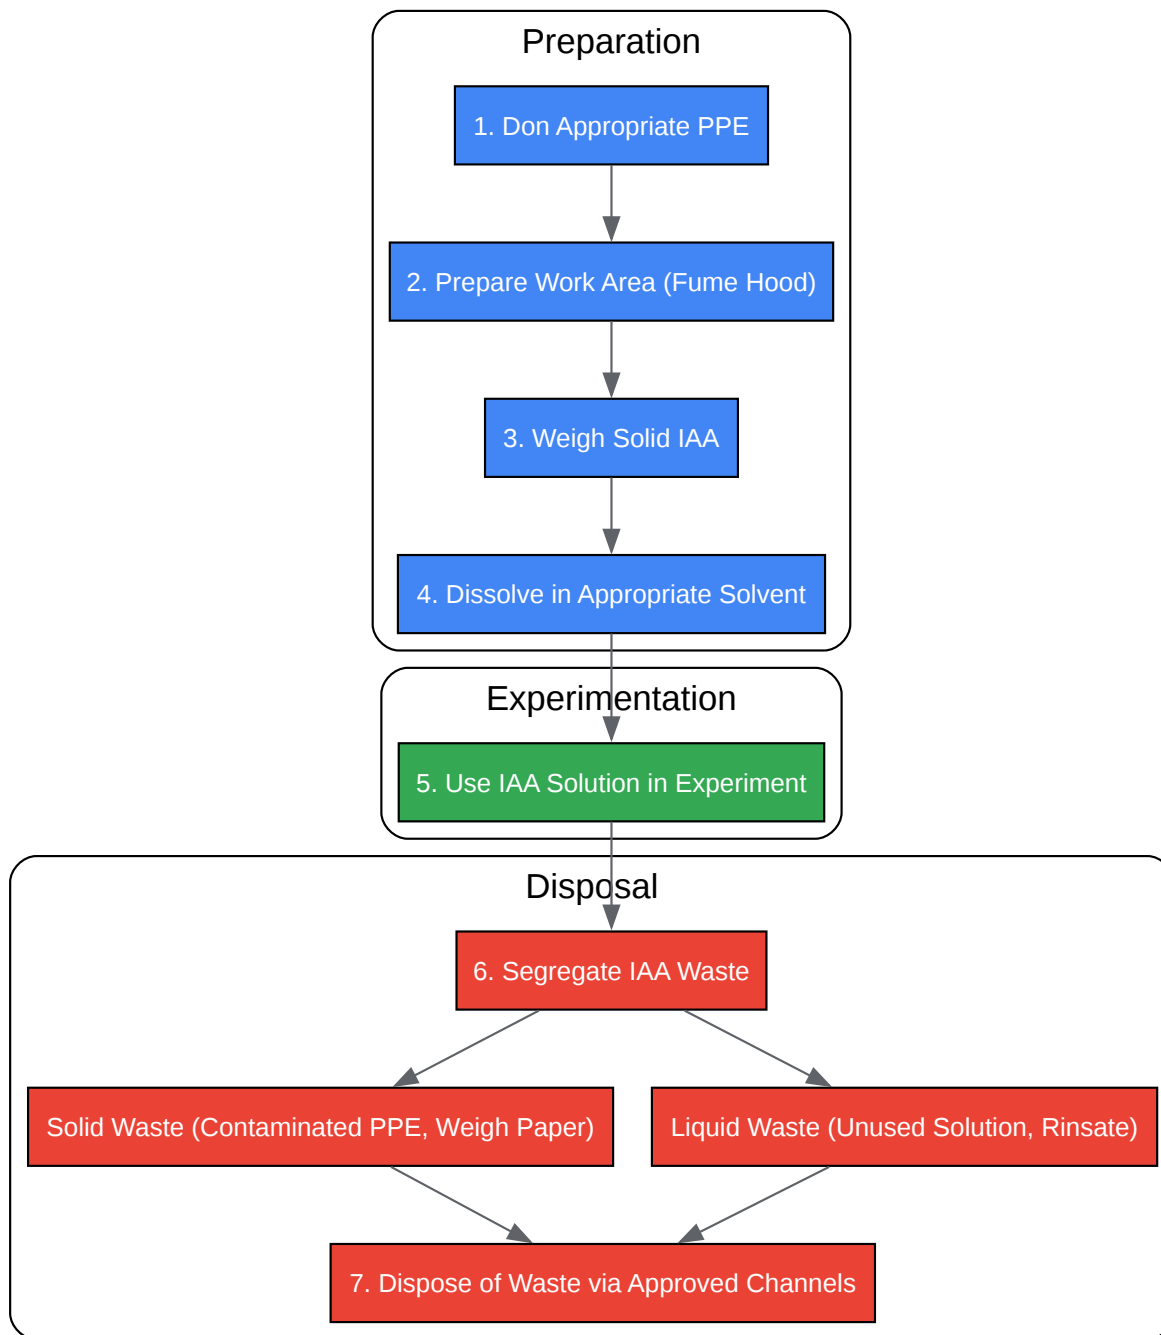 Preparation
1. Don Appropriate PPE
2. Prepare Work Area (Fume Hood)
3. Weigh Solid IAA
4. Dissolve in Appropriate Solvent
Experimentation
5. Use IAA Solution in Experiment
Disposal
6. Segregate IAA Waste
Solid Waste (Contaminated PPE, Weigh Paper)
Liquid Waste (Unused Solution, Rinsate)
7. Dispose of Waste via Approved Channels